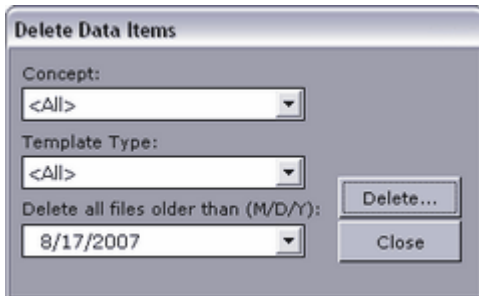 Delete Data Items
Concept:
<All>
Template Type:
<All>
Delete all files older than (M/D/Y):
8/17/2007
Delete...
Close